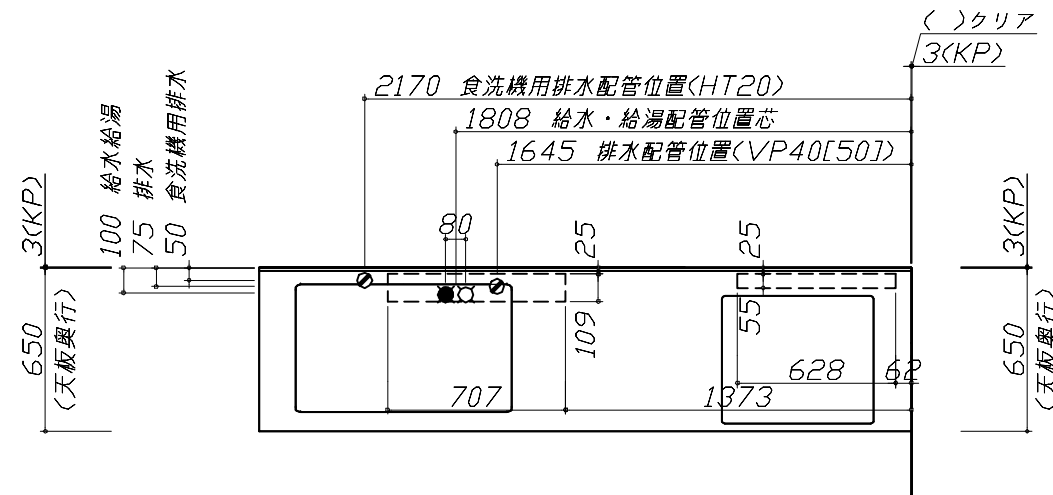 ( )クリア
3(KP)
2170 食洗機用排水配管位置(HT20)
1808 給水・給湯配管位置芯
1645 排水配管位置(VP40[50])
100 給水給湯
75 排水
50 食洗機用排水
3(KP)
650
(天板奥行)
80
25
109
707
25
55
628
62
1373
3(KP)
650
(天板奥行)